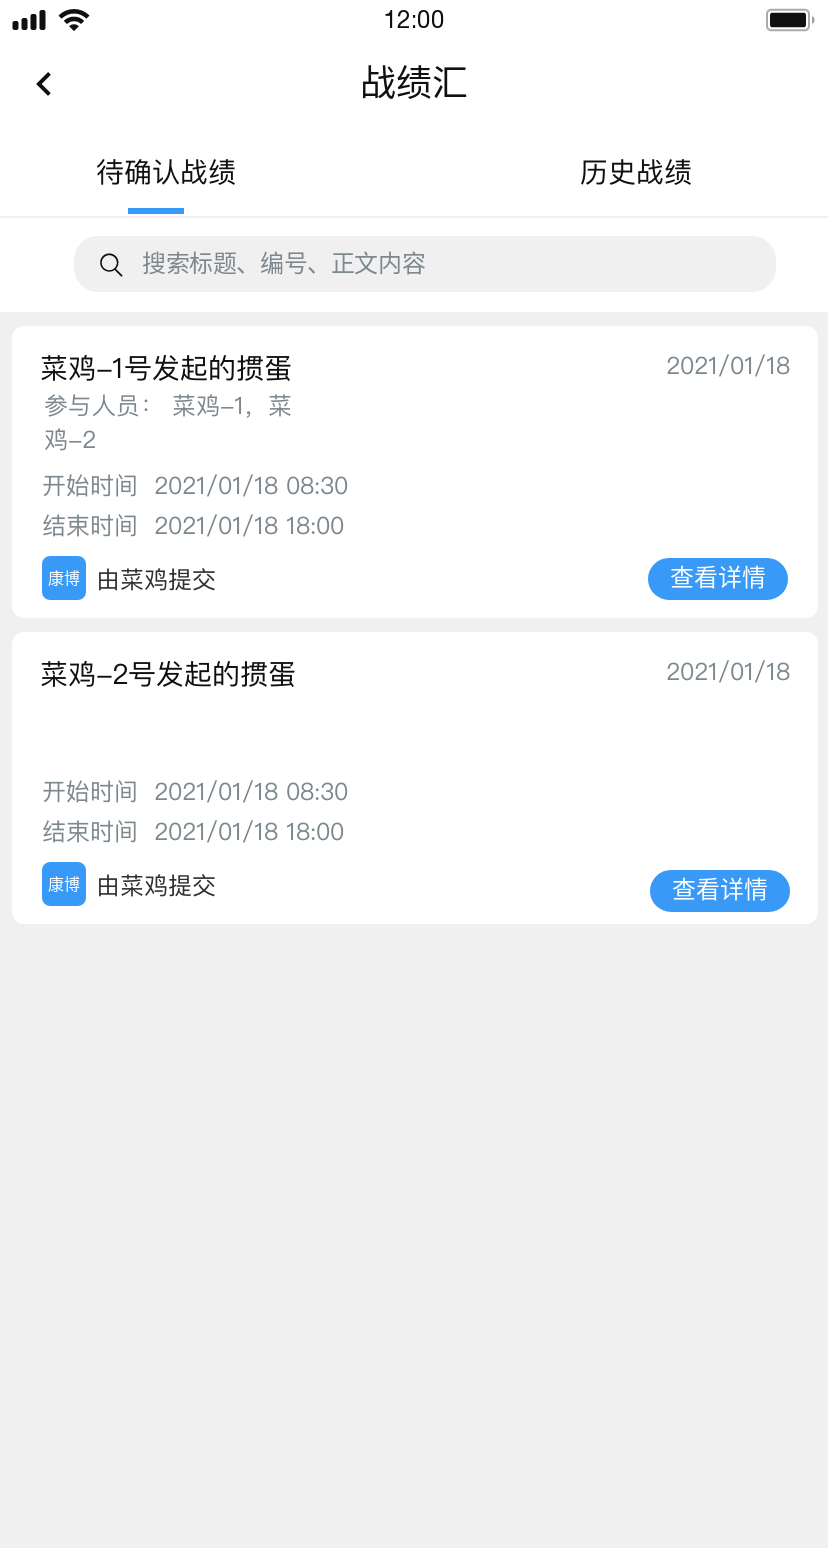 12:00
战绩汇
待确认战绩 历史战绩
搜索标题、编号、正文内容
菜鸡-1号发起的掼蛋 2021/01/18
参与人员： 菜鸡-1，菜
鸡-2
开始时间 2021/01/18 08:30
结束时间 2021/01/18 18:00
康博 由菜鸡提交 查看详情
菜鸡-2号发起的掼蛋 2021/01/18
开始时间 2021/01/18 08:30
结束时间 2021/01/18 18:00
康博 由菜鸡提交 查看详情